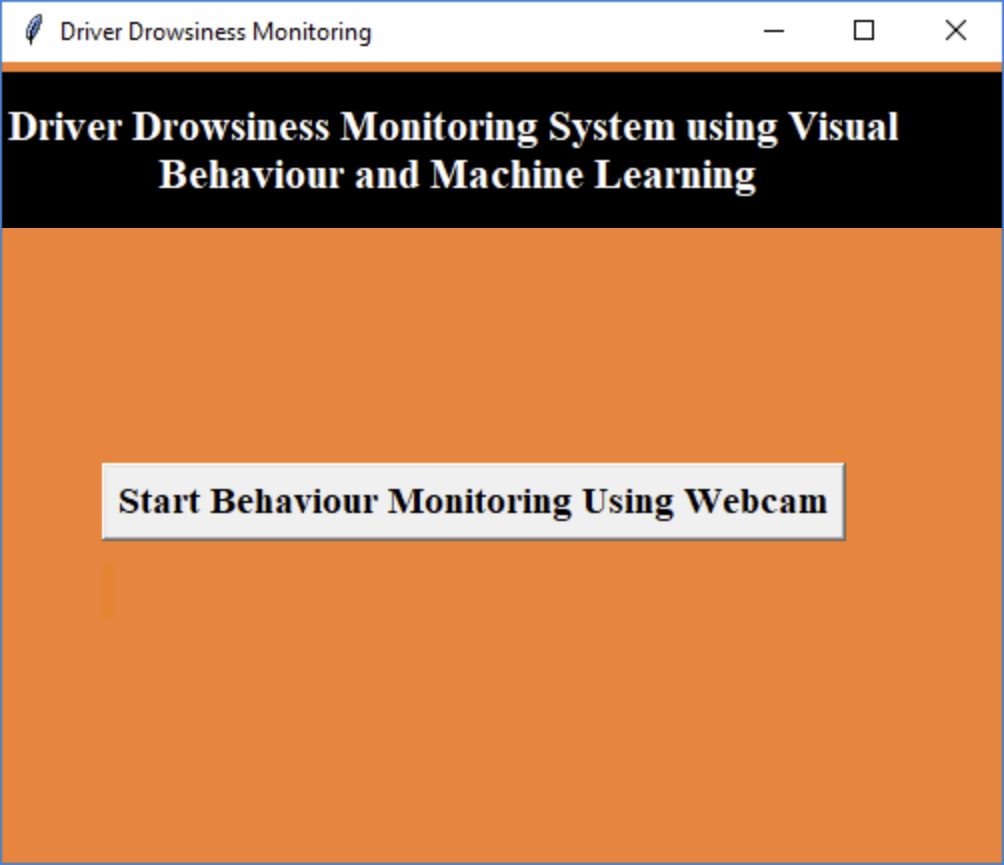 Driver Drowsiness Monitoring
Driver Drowsiness Monitoring System using Visual
Behaviour and Machine Learning
Start Behaviour Monitoring Using Webcam